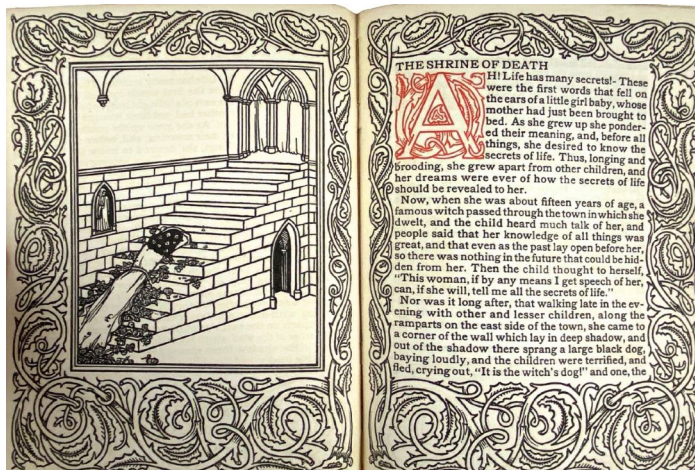 THE SHRINE OF DEATH
AH! Life has many secrets!- These
were the first words that fell on
the ears of a little girl baby, whose
mother had just been brought to
bed. As she grew up she ponder-
ed their meaning, and, before all
things, she desired to know the
secrets of life. Thus, longing and
brooding, she grew apart from other children, and
her dreams were ever of how the secrets of life
should be revealed to her.
Now, when she was about fifteen years of age, a
famous witch passed through the town in which she
dwelt, and the child heard much talk of her, and
people said that her knowledge of all things was
great, and that even as the past lay open before her,
so there was nothing in the future that could be hid-
den from her. Then the child thought to herself,
"This woman, if by any means I get speech of her,
can, if she will, tell me all the secrets of life."
Nor was it long after, that walking late in the ev-
ening with other and lesser children, along the
ramparts on the east side of the town, she came to
a corner of the wall which lay in deep shadow, and
out of the shadow there sprang a large black dog,
baying loudly, and the children were terrified, and
fled, crying out, "It is the witch's dog!" and one, the